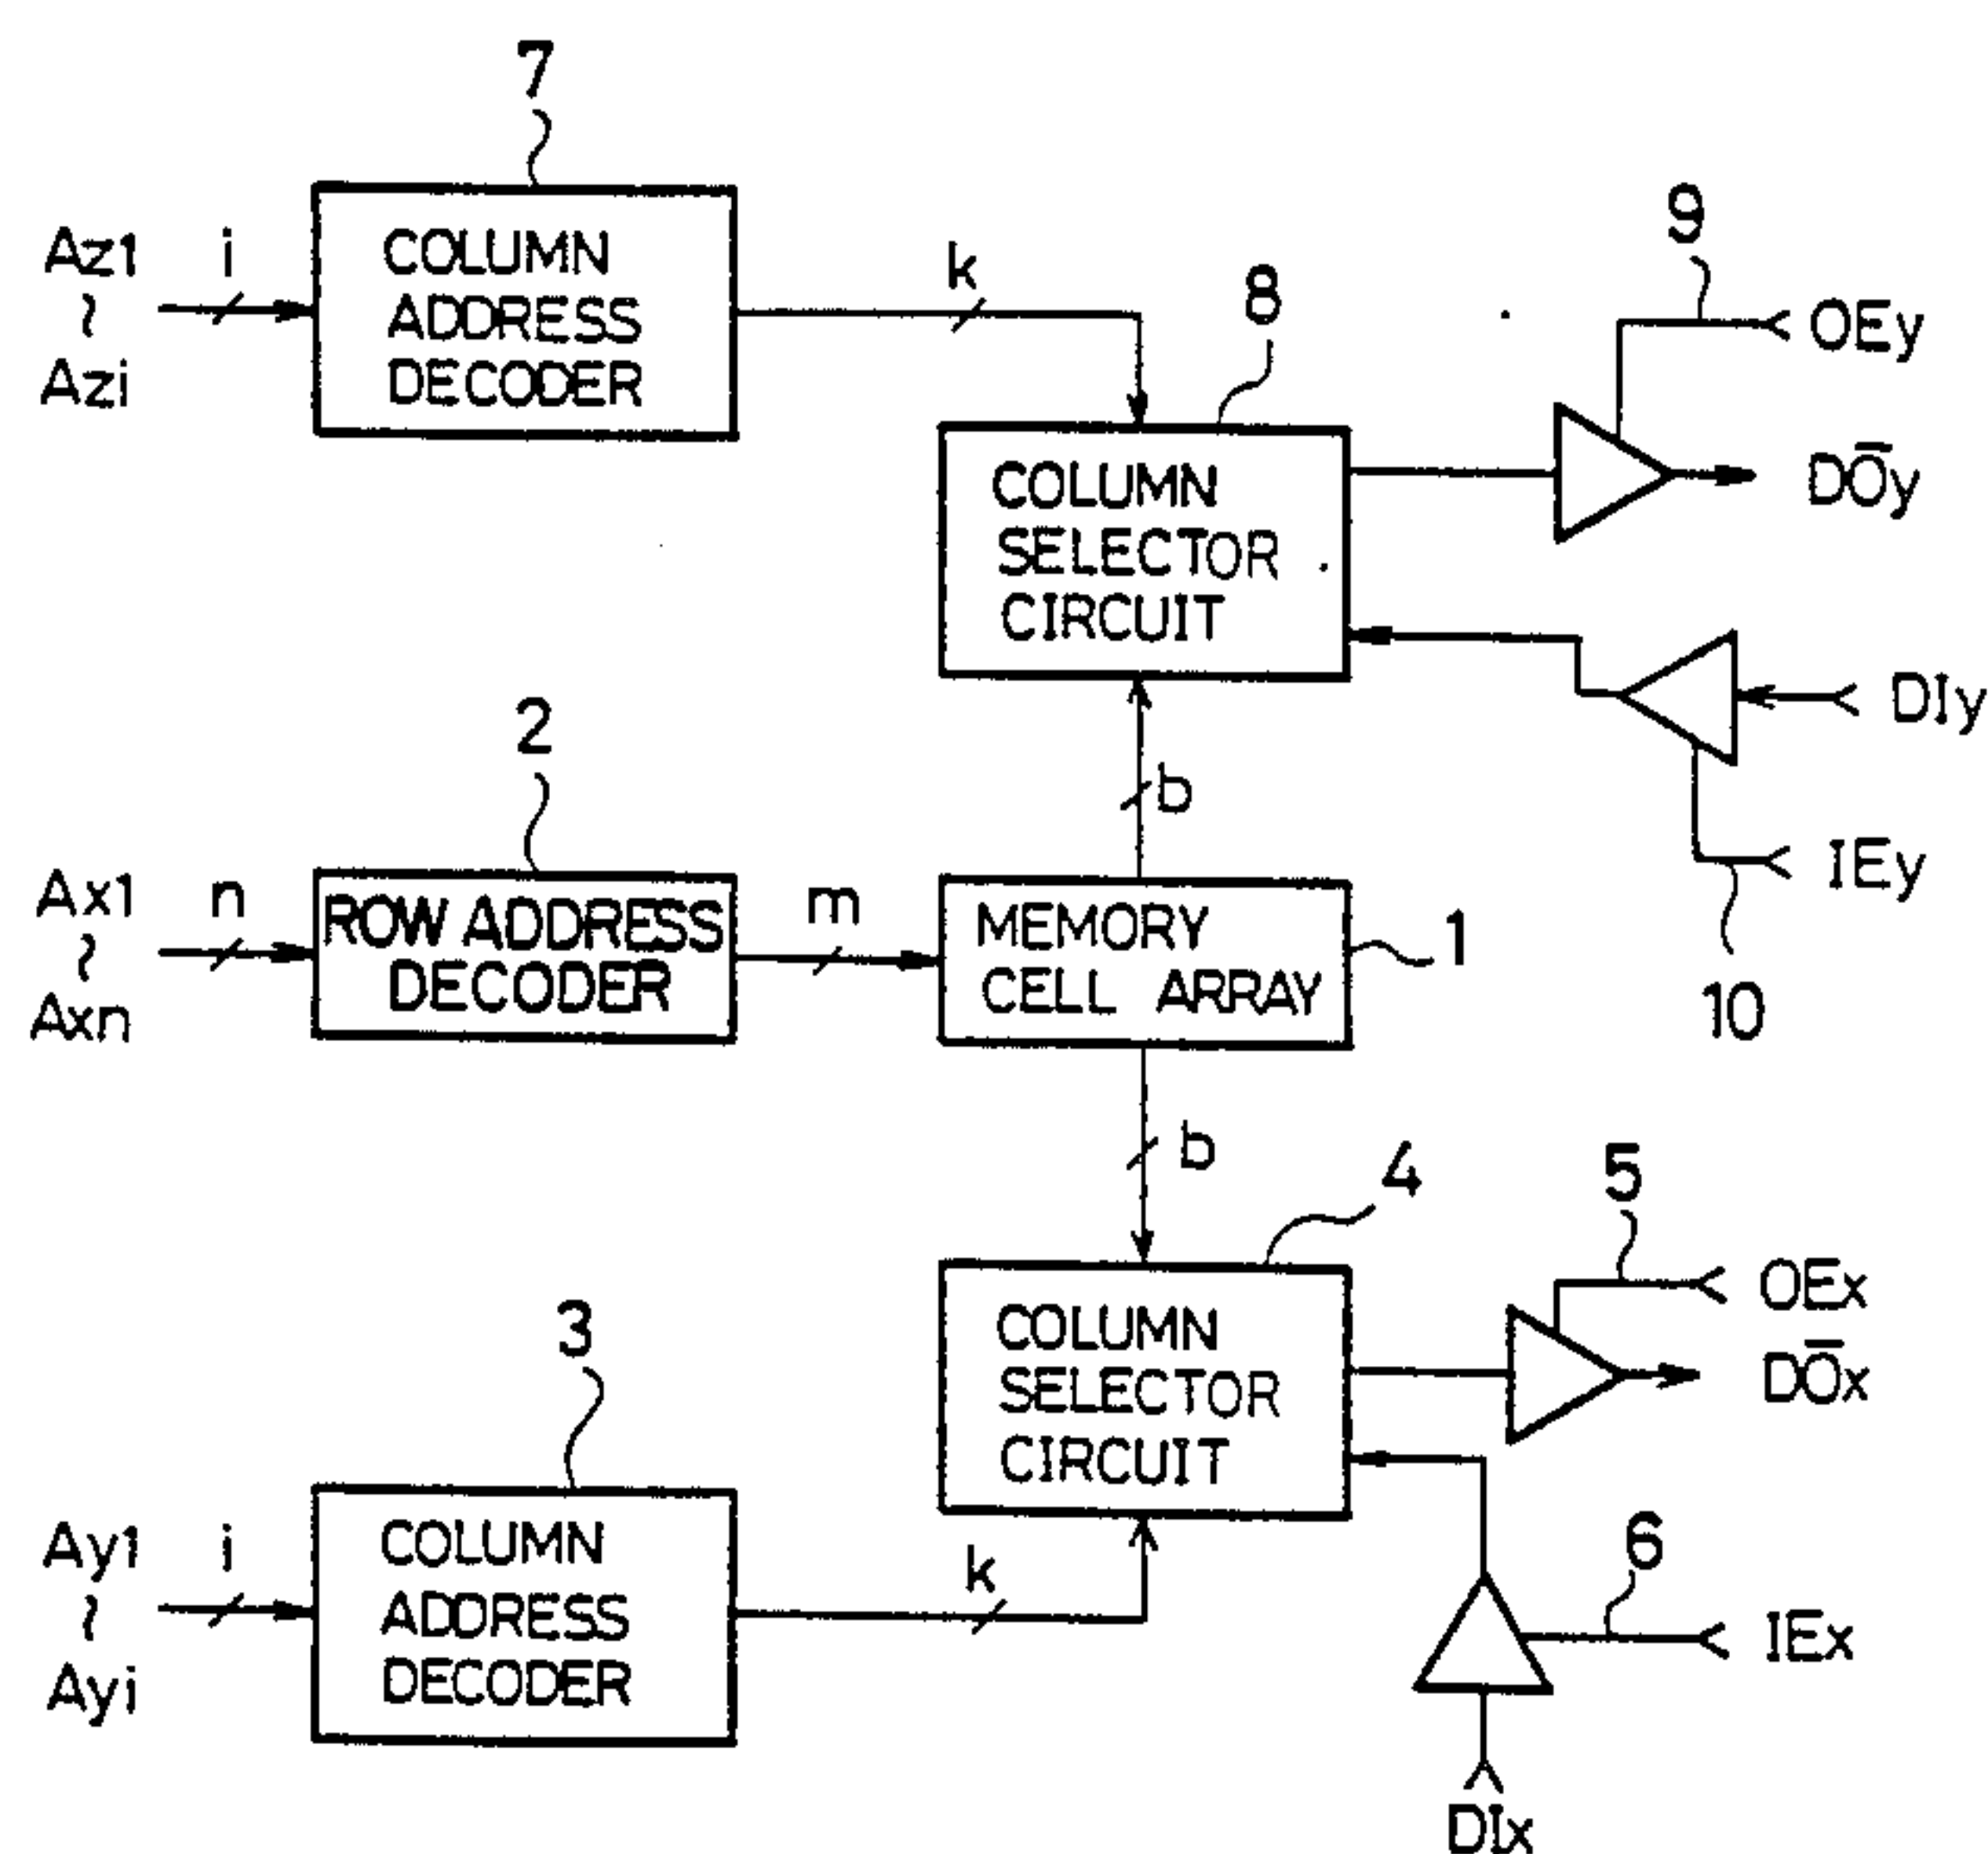 7
Az1
~
Azi
i
COLUMN
ADDRESS
DECODER
k
8
9
OEy
COLUMN
SELECTOR
CIRCUIT
DŌy
DIy
IEy
10
b
2
Ax1
~
Axn
n
ROW ADDRESS
DECODER
m
MEMORY
CELL ARRAY
1
b
4
5
OEx
DŌx
COLUMN
SELECTOR
CIRCUIT
3
Ay1
~
Ayi
i
COLUMN
ADDRESS
DECODER
k
6
IEx
DIx